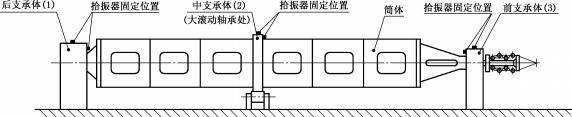 后支承体(1)
拾振器固定位置
中支承体(2)
(大滚动轴承处)
拾振器固定位置
筒体
拾振器固定位置
前支承体(3)